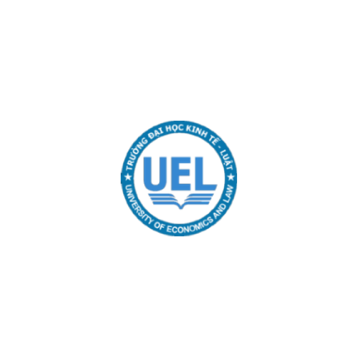 TRƯỜNG ĐẠI HỌC KINH TẾ - LUẬT
UEL
UNIVERSITY OF ECONOMICS AND LAW